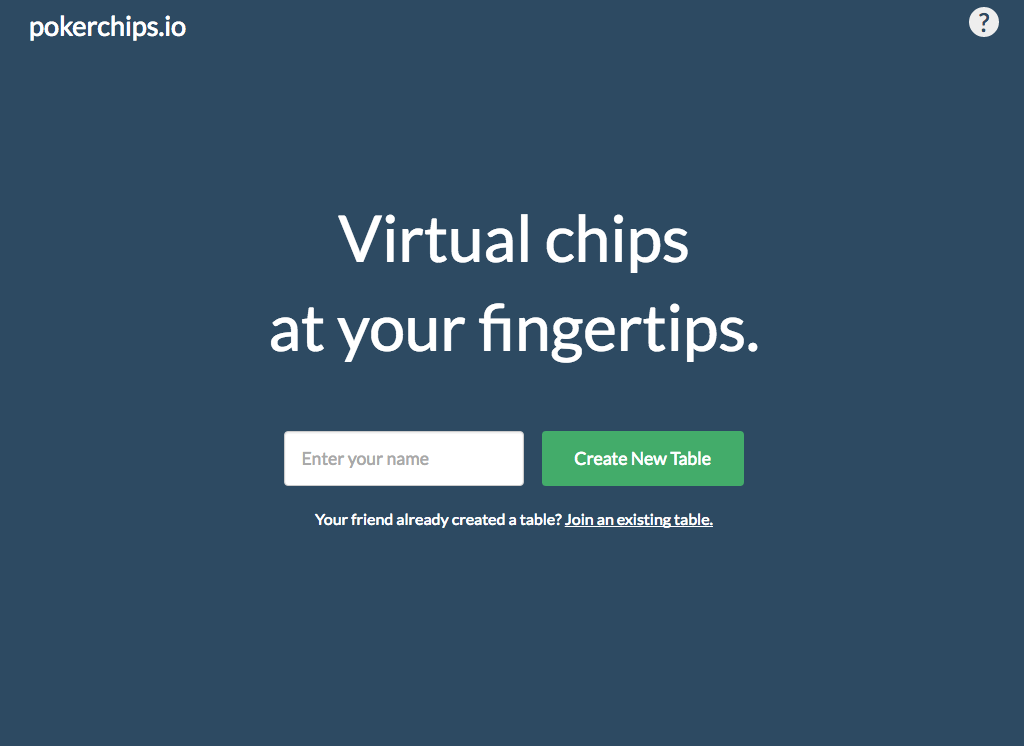 pokerchips.io
?
Virtual chips
at your fingertips.
Enter your name
Create New Table
Your friend already created a table? Join an existing table.